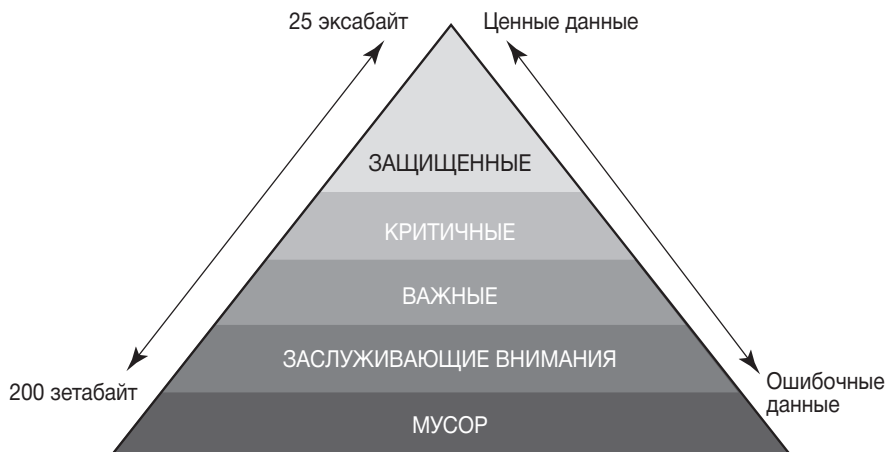 25 эксабайт
Ценные данные
ЗАЩИЩЕННЫЕ
КРИТИЧНЫЕ
ВАЖНЫЕ
ЗАСЛУЖИВАЮЩИЕ ВНИМАНИЯ
200 зетабайт
Ошибочные
данные
МУСОР